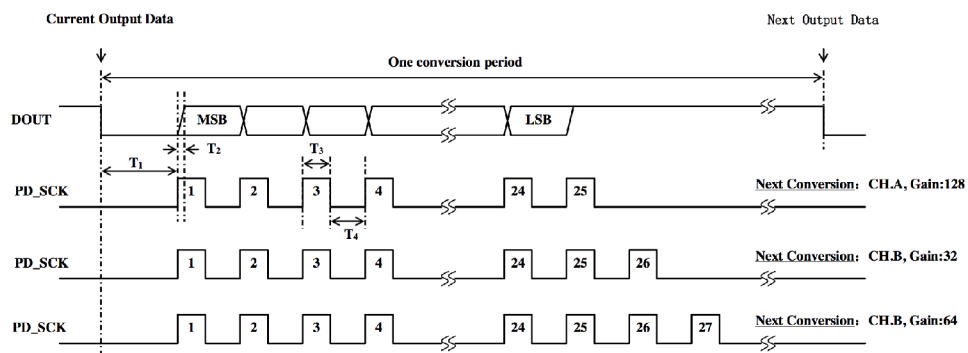 Current Output Data
Next Output Data
One conversion period
DOUT
MSB
LSB
T1
T2
T3
PD_SCK
1
2
3
4
24
25
Next Conversion： CH.A, Gain:128
T4
PD_SCK
1
2
3
4
24
25
26
Next Conversion： CH.B, Gain:32
PD_SCK
1
2
3
4
24
25
26
27
Next Conversion： CH.B, Gain:64